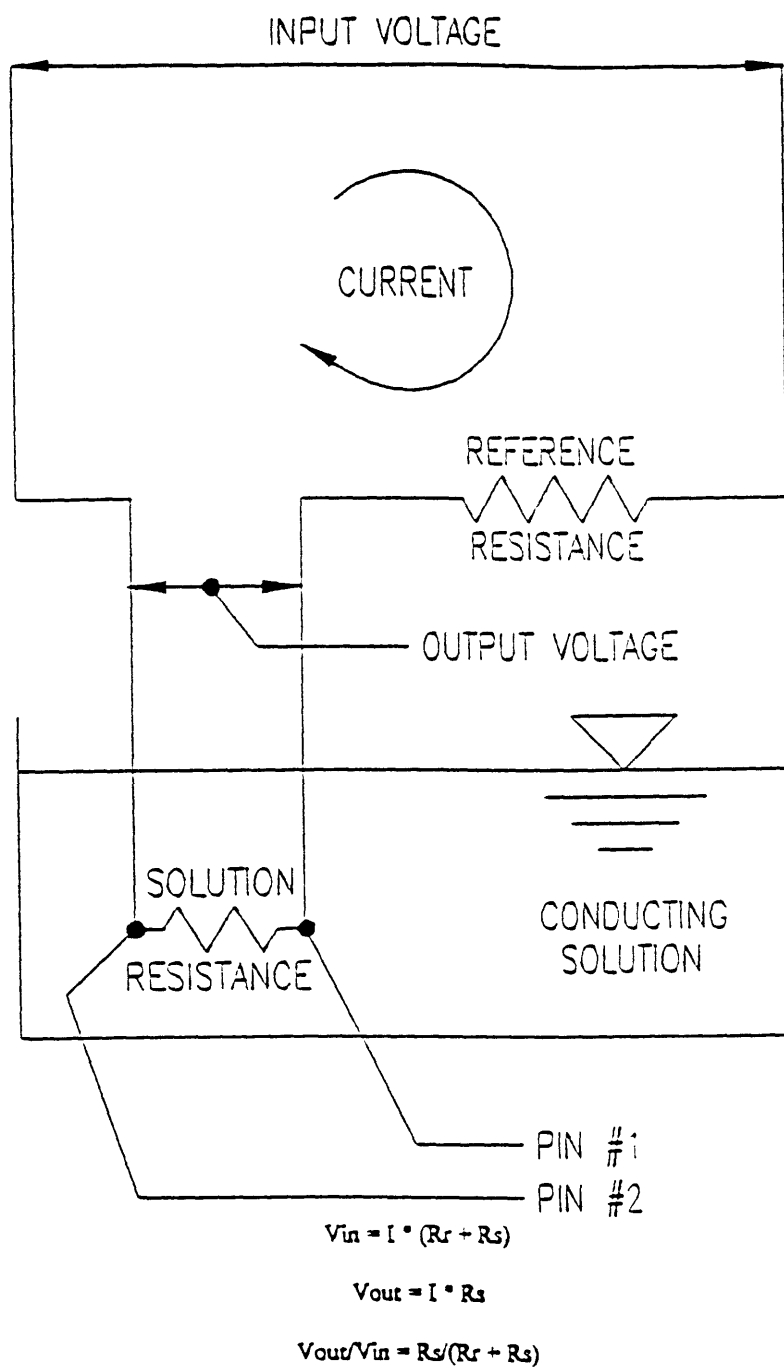 INPUT VOLTAGE
CURRENT
REFERENCE
RESISTANCE
OUTPUT VOLTAGE
SOLUTION
RESISTANCE
CONDUCTING
SOLUTION
PIN #1
PIN #2
Vin = I * (Rr + Rs)
Vout = I * Rs
Vout/Vin = Rs/(Rr + Rs)